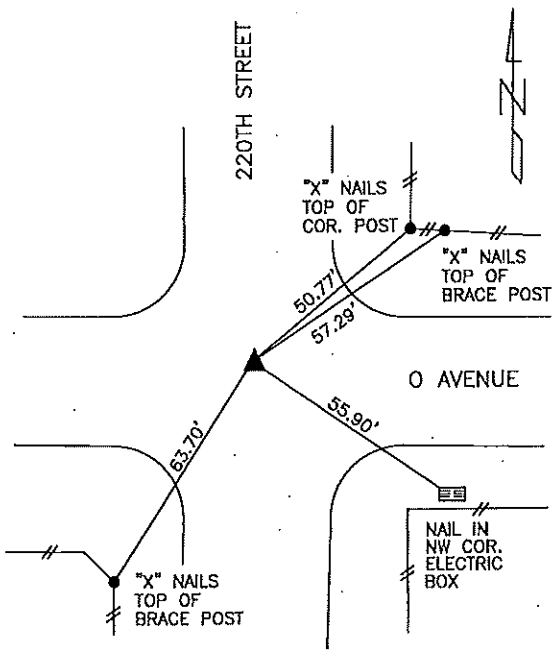 220TH STREET
N
"X" NAILS
TOP OF
COR. POST
"X" NAILS
TOP OF
BRACE POST
50.77'
57.29'
O AVENUE
55.90'
63.70'
NAIL IN
NW COR.
ELECTRIC
BOX
"X" NAILS
TOP OF
BRACE POST